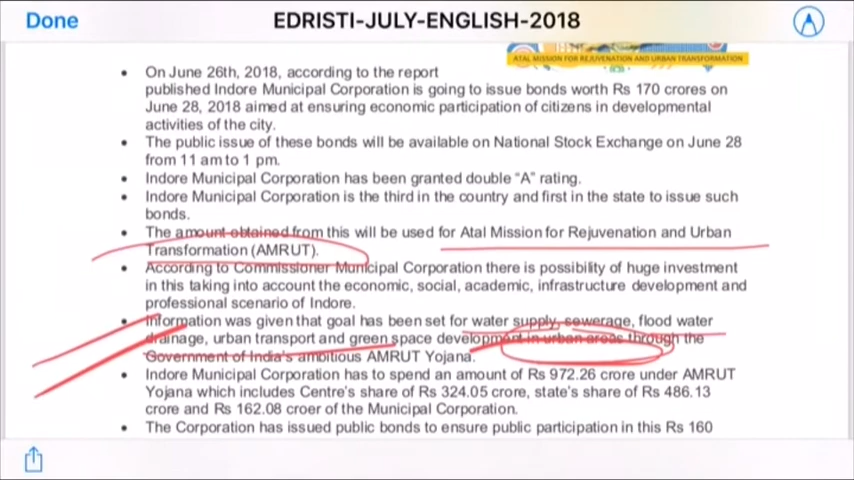 Done
EDRISTI-JULY-ENGLISH-2018
ATAL MISSION FOR REJUVENATION AND URBAN TRANSFORMATION
• On June 26th, 2018, according to the report
published Indore Municipal Corporation is going to issue bonds worth Rs 170 crores on
June 28, 2018 aimed at ensuring economic participation of citizens in developmental
activities of the city.
• The public issue of these bonds will be available on National Stock Exchange on June 28
from 11 am to 1 pm.
• Indore Municipal Corporation has been granted double “A” rating.
• Indore Municipal Corporation is the third in the country and first in the state to issue such
bonds.
• The amount obtained from this will be used for Atal Mission for Rejuvenation and Urban
Transformation (AMRUT).
• According to Commissioner Municipal Corporation there is possibility of huge investment
in this taking into account the economic, social, academic, infrastructure development and
professional scenario of Indore.
• Information was given that goal has been set for water supply, sewerage, flood water
drainage, urban transport and green space development in urban areas through the
Government of India's ambitious AMRUT Yojana.
• Indore Municipal Corporation has to spend an amount of Rs 972.26 crore under AMRUT
Yojana which includes Centre's share of Rs 324.05 crore, state's share of Rs 486.13
crore and Rs 162.08 croer of the Municipal Corporation.
• The Corporation has issued public bonds to ensure public participation in this Rs 160